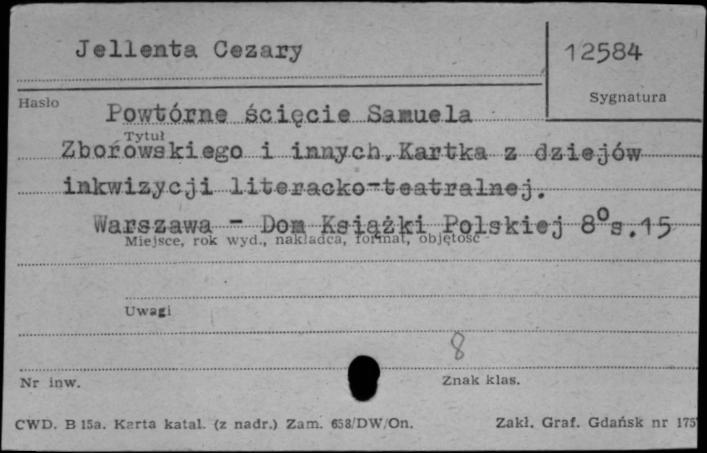 Jellenta Cezary
12584
Hasło
Sygnatura
Powtórne ścięcie Samuela
Tytuł
Zborowskiego i innych. Kartka z dziejów
inkwizycji literacko-teatralnej.
Warszawa - Dom Książki Polskiej 8° s. 15
Miejsce, rok wyd., nakładca, format, objętość
Uwagi
8
Nr inw.
Znak klas.
CWD. B 15a. Karta katal. (z nadr.) Zam. 658/DW/On.
Zakł. Graf. Gdańsk nr 175